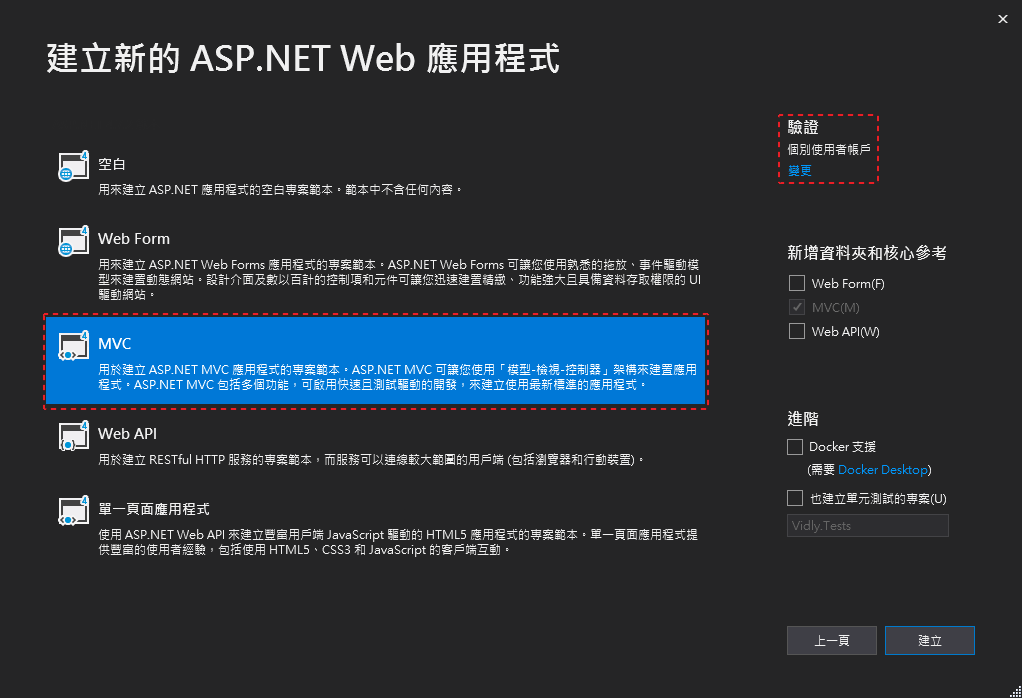 建立新的 ASP.NET Web 應用程式
空白
用來建立 ASP.NET 應用程式的空白專案範本。範本中不含任何內容。
Web Form
用來建立 ASP.NET Web Forms 應用程式的專案範本。ASP.NET Web Forms 可讓您使用熟悉的拖放、事件驅動模
型來建置動態網站。設計介面及數以百計的控制項和元件可讓您迅速建置精緻、功能強大且具備資料存取權限的 UI
驅動網站。
MVC
用於建立 ASP.NET MVC 應用程式的專案範本。ASP.NET MVC 可讓您使用「模型-檢視-控制器」架構來建置應用
程式。ASP.NET MVC 包括多個功能，可啟用快速且測試驅動的開發，來建立使用最新標準的應用程式。
Web API
用於建立 RESTful HTTP 服務的專案範本，而服務可以連線較大範圍的用戶端 (包括瀏覽器和行動裝置)。
單一頁面應用程式
使用 ASP.NET Web API 來建立豐富用戶端 JavaScript 驅動的 HTML5 應用程式的專案範本。單一頁面應用程式提
供豐富的使用者經驗，包括使用 HTML5、CSS3 和 JavaScript 的客戶端互動。
驗證
個別使用者帳戶
變更
新增資料夾和核心參考
Web Form(F)
MVC(M)
Web API(W)
進階
Docker 支援
(需要 Docker Desktop)
也建立單元測試的專案(U)
Vidly.Tests
上一頁
建立